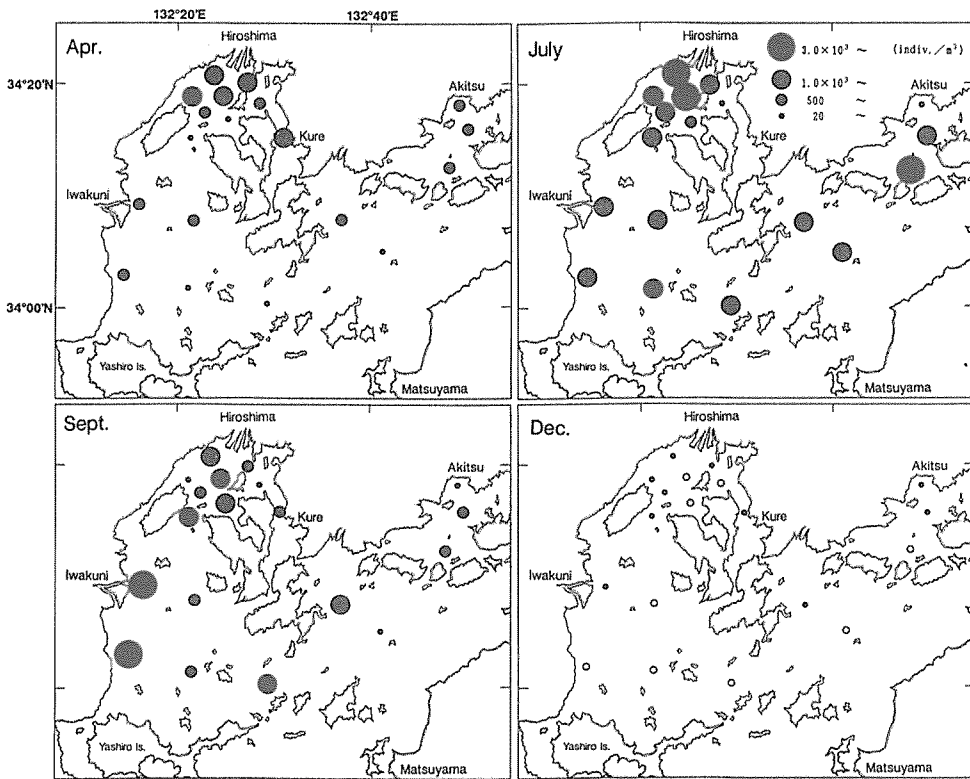 132°20'E 132°40'E
Apr.
Hiroshima
Akitsu
Kure
Iwakuni
Yashiro Is.
Matsuyama
34°20'N
34°00'N
July
Hiroshima
3.0×10³ ~ (indiv./m³)
1.0×10³ ~
500 ~
20 ~
Akitsu
Kure
Iwakuni
Yashiro Is.
Matsuyama
Sept.
Hiroshima
Akitsu
Kure
Iwakuni
Yashiro Is.
Matsuyama
Dec.
Hiroshima
Akitsu
Kure
Iwakuni
Yashiro Is.
Matsuyama